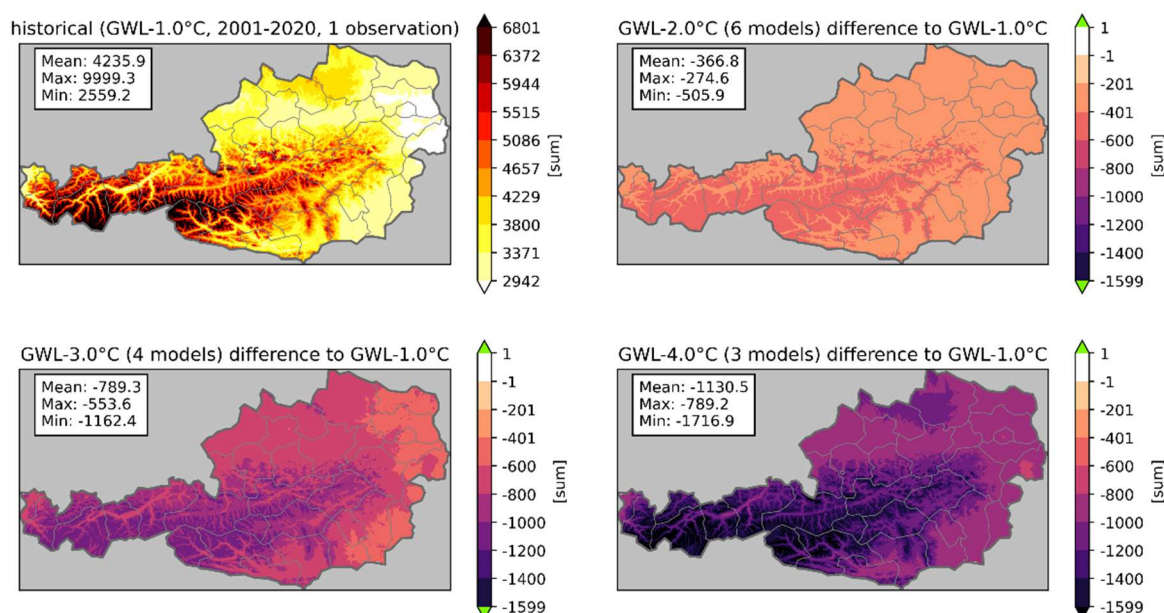 historical (GWL-1.0°C, 2001-2020, 1 observation)
Mean: 4235.9
Max: 9999.3
Min: 2559.2
6801
6372
5944
5515
5086
4657
4229
3800
3371
2942
[sum]
GWL-2.0°C (6 models) difference to GWL-1.0°C
Mean: -366.8
Max: -274.6
Min: -505.9
1
-1
-201
-401
-600
-800
-1000
-1200
-1400
-1599
[sum]
GWL-3.0°C (4 models) difference to GWL-1.0°C
Mean: -789.3
Max: -553.6
Min: -1162.4
1
-1
-201
-401
-600
-800
-1000
-1200
-1400
-1599
[sum]
GWL-4.0°C (3 models) difference to GWL-1.0°C
Mean: -1130.5
Max: -789.2
Min: -1716.9
1
-1
-201
-401
-600
-800
-1000
-1200
-1400
-1599
[sum]